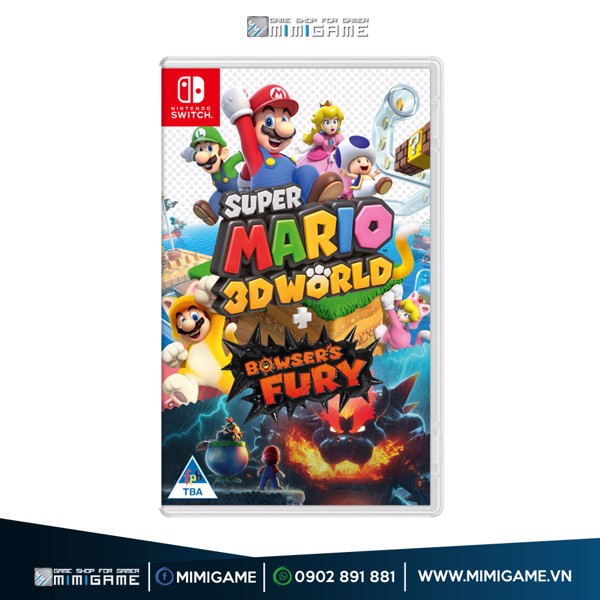 GAME SHOP FOR GAMER
MIMIGAME
NINTENDO
SWITCH.
M
L
?
SUPER
MARIO
3D WORLD
+
BOWSER'S
FURY
fpb
TBA
GAME SHOP FOR GAMER
MIMIGAME
f MIMIGAME
0902 891 881
WWW.MIMIGAME.VN